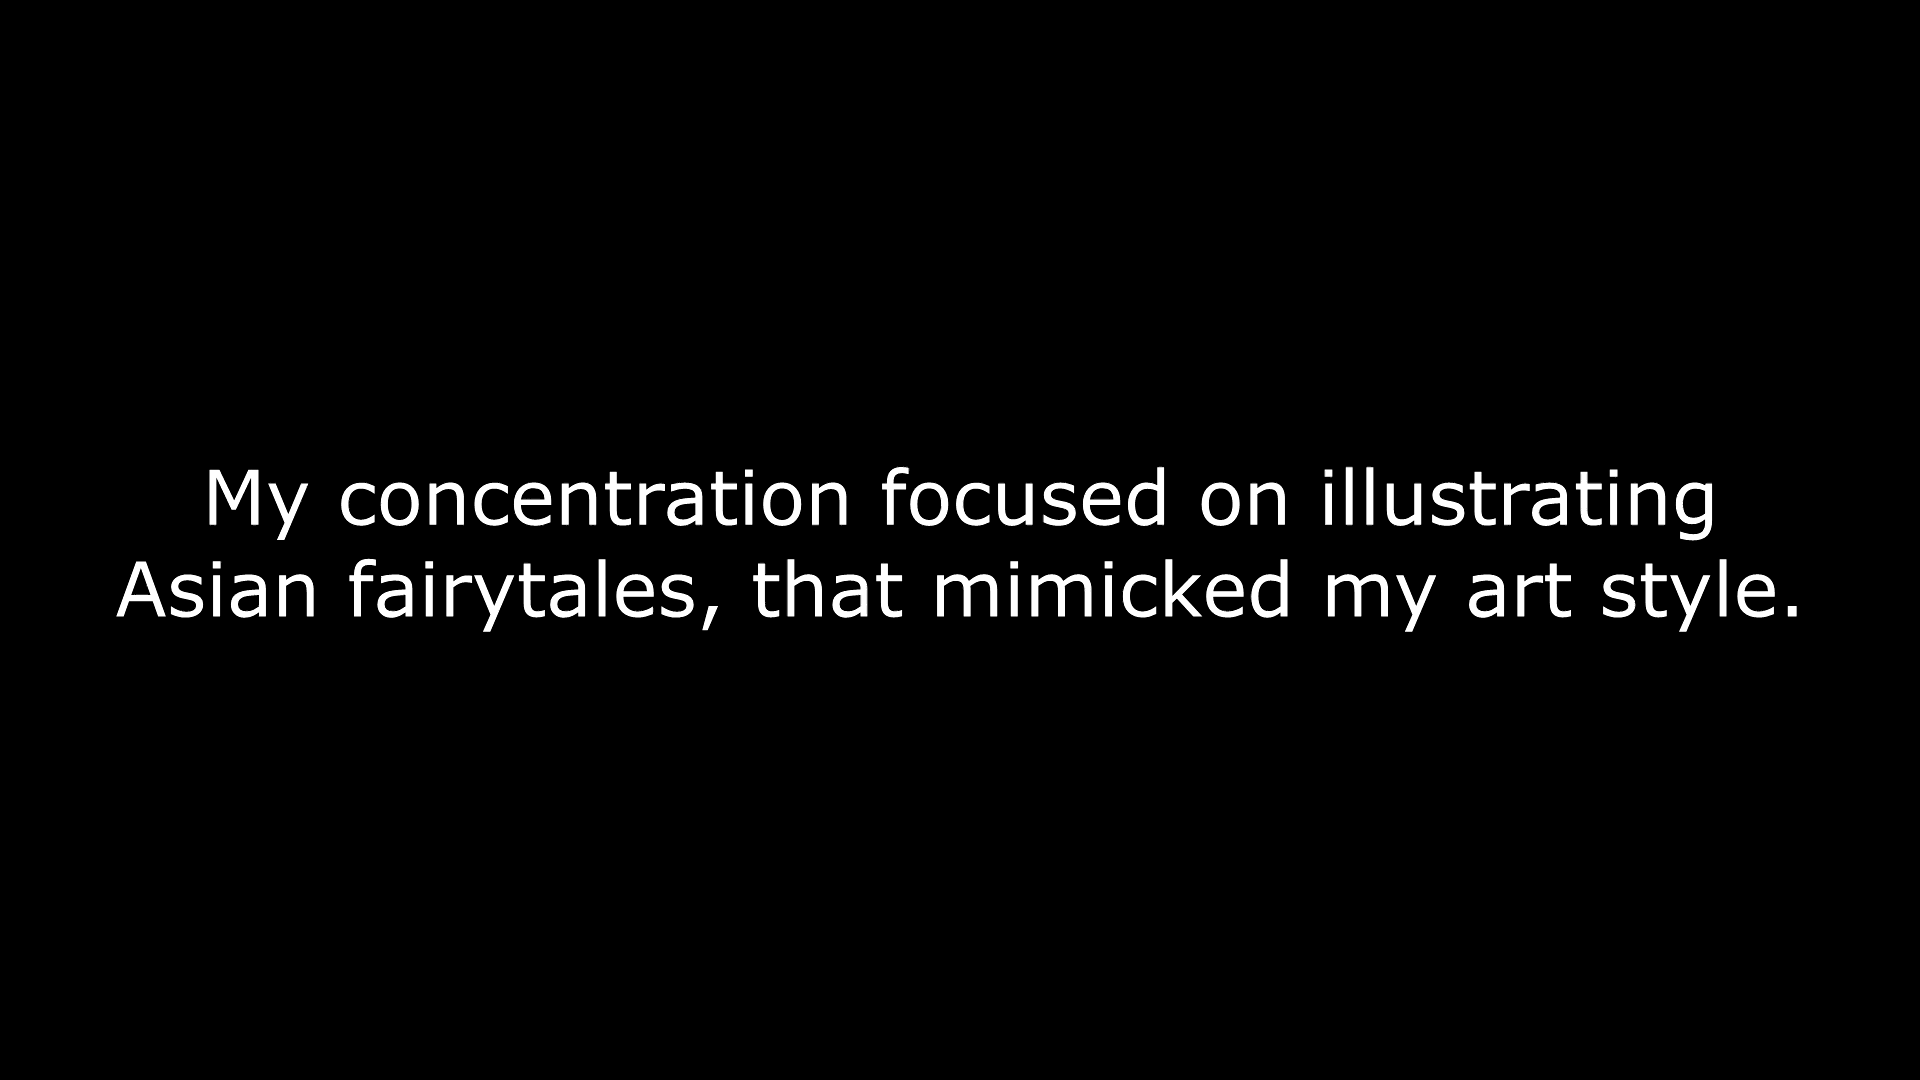 My concentration focused on illustrating
Asian fairytales, that mimicked my art style.